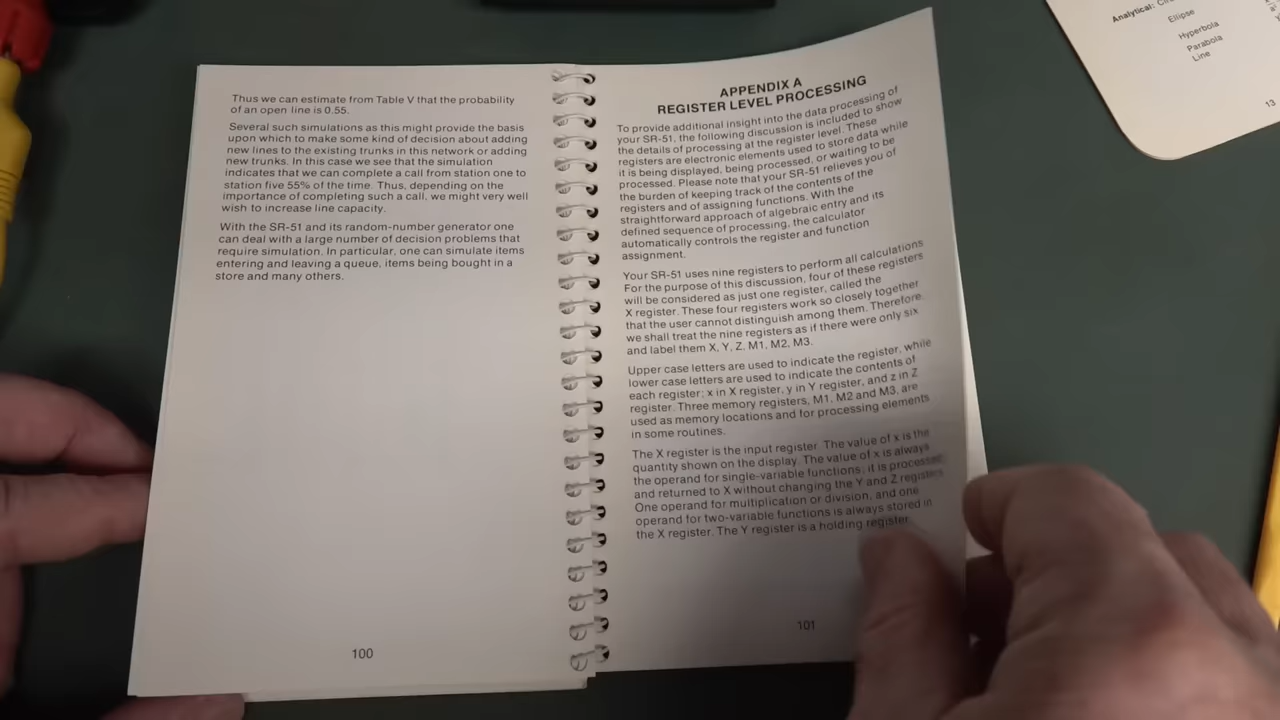 Thus we can estimate from Table V that the probability
of an open line is 0.55.
Several such simulations as this might provide the basis
upon which to make some kind of decision about adding
new lines to the existing trunks in this network or adding
new trunks. In this case we see that the simulation
indicates that we can complete a call from station one to
station five 55% of the time. Thus, depending on the
importance of completing such a call, we might very well
wish to increase line capacity.
With the SR-51 and its random-number generator one
can deal with a large number of decision problems that
require simulation. In particular, one can simulate items
entering and leaving a queue, items being bought in a
store and many others.
100
APPENDIX A
REGISTER LEVEL PROCESSING
To provide additional insight into the data processing of
your SR-51, the following discussion is included to show
the details of processing at the register level. These
registers are electronic elements used to store data while
it is being displayed, being processed, or waiting to be
processed. Please note that your SR-51 relieves you of
the burden of keeping track of the contents of the
registers and of assigning functions. With the
straightforward approach of algebraic entry and its
defined sequence of processing, the calculator
automatically controls the register and function
assignment.
Your SR-51 uses nine registers to perform all calculations
For the purpose of this discussion, four of these registers
will be considered as just one register, called the
X register. These four registers work so closely together
that the user cannot distinguish among them. Therefore,
we shall treat the nine registers as if there were only six
and label them X, Y, Z, M1, M2, M3.
Upper case letters are used to indicate the register, while
lower case letters are used to indicate the contents of
each register; x in X register, y in Y register, and z in Z
register. Three memory registers, M1, M2 and M3, are
used as memory locations and for processing elements
in some routines.
The X register is the input register. The value of x is the
quantity shown on the display. The value of x is always
the operand for single-variable functions; it is processed
and returned to X without changing the Y and Z registers
One operand for multiplication or division, and one
operand for two-variable functions is always stored in
the X register. The Y register is a holding register
101
Analytical:
Ellipse
Hyperbola
Parabola
Line
13